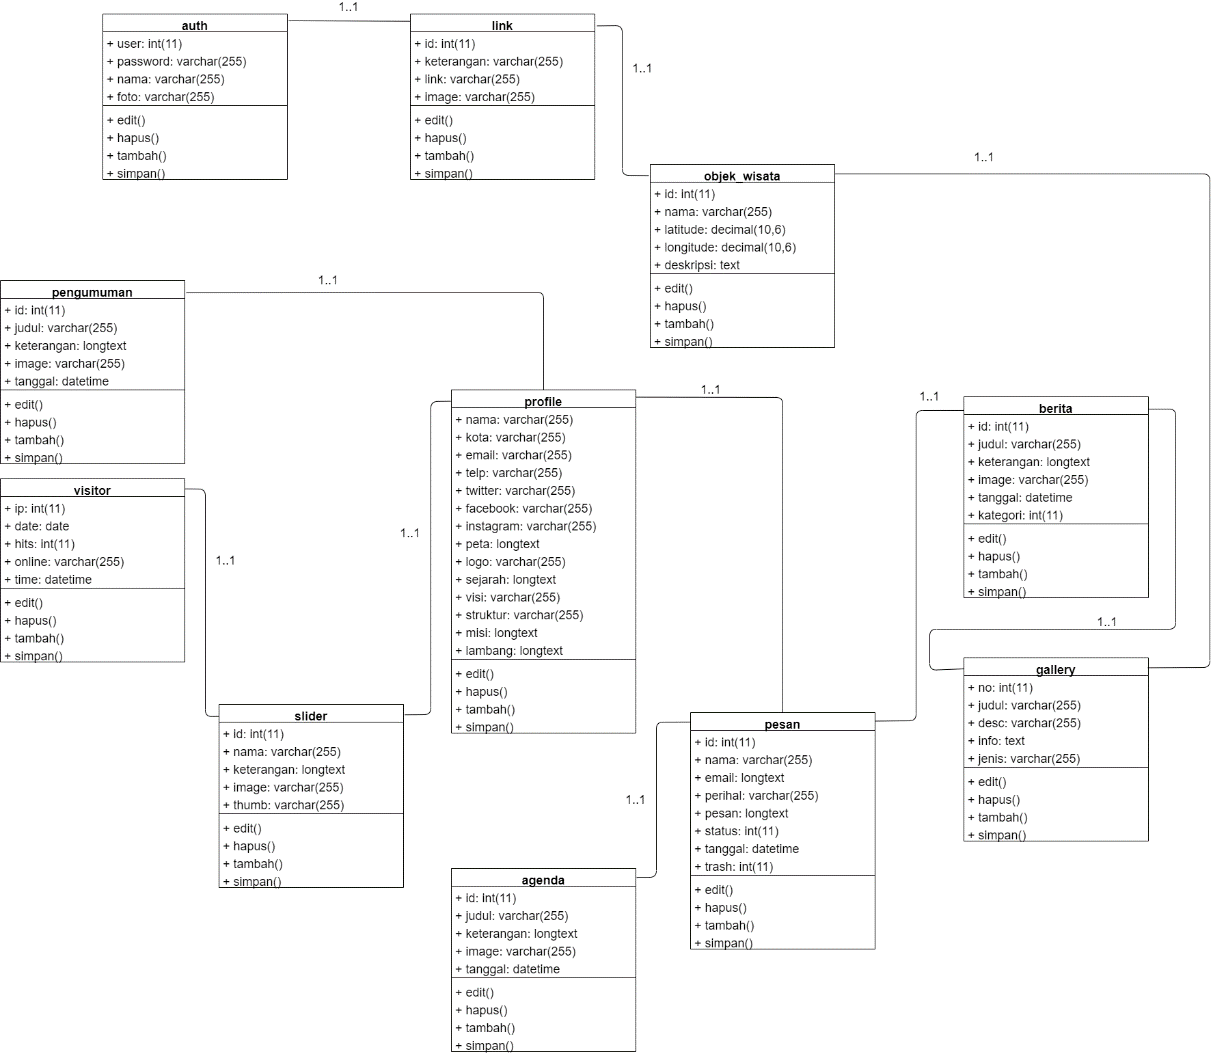 1..1
auth
+ user: int(11)
+ password: varchar(255)
+ nama: varchar(255)
+ foto: varchar(255)
+ edit()
+ hapus()
+ tambah()
+ simpan()
link
+ id: int(11)
+ keterangan: varchar(255)
+ link: varchar(255)
+ image: varchar(255)
+ edit()
+ hapus()
+ tambah()
+ simpan()
1..1
objek_wisata
+ id: int(11)
+ nama: varchar(255)
+ latitude: decimal(10,6)
+ longitude: decimal(10,6)
+ deskripsi: text
+ edit()
+ hapus()
+ tambah()
+ simpan()
1..1
pengumuman
+ id: int(11)
+ judul: varchar(255)
+ keterangan: longtext
+ image: varchar(255)
+ tanggal: datetime
+ edit()
+ hapus()
+ tambah()
+ simpan()
1..1
visitor
+ ip: int(11)
+ date: date
+ hits: int(11)
+ online: varchar(255)
+ time: datetime
+ edit()
+ hapus()
+ tambah()
+ simpan()
1..1
profile
+ nama: varchar(255)
+ kota: varchar(255)
+ email: varchar(255)
+ telp: varchar(255)
+ twitter: varchar(255)
+ facebook: varchar(255)
+ instagram: varchar(255)
+ peta: longtext
+ logo: varchar(255)
+ sejarah: longtext
+ visi: varchar(255)
+ struktur: varchar(255)
+ misi: longtext
+ lambang: longtext
+ edit()
+ hapus()
+ tambah()
+ simpan()
1..1
1..1
1..1
berita
+ id: int(11)
+ judul: varchar(255)
+ keterangan: longtext
+ image: varchar(255)
+ tanggal: datetime
+ kategori: int(11)
+ edit()
+ hapus()
+ tambah()
+ simpan()
1..1
gallery
+ no: int(11)
+ judul: varchar(255)
+ desc: varchar(255)
+ info: text
+ jenis: varchar(255)
+ edit()
+ hapus()
+ tambah()
+ simpan()
slider
+ id: int(11)
+ nama: varchar(255)
+ keterangan: longtext
+ image: varchar(255)
+ thumb: varchar(255)
+ edit()
+ hapus()
+ tambah()
+ simpan()
pesan
+ id: int(11)
+ nama: varchar(255)
+ email: longtext
+ perihal: varchar(255)
+ pesan: longtext
+ status: int(11)
+ tanggal: datetime
+ trash: int(11)
+ edit()
+ hapus()
+ tambah()
+ simpan()
1..1
agenda
+ id: int(11)
+ judul: varchar(255)
+ keterangan: longtext
+ image: varchar(255)
+ tanggal: datetime
+ edit()
+ hapus()
+ tambah()
+ simpan()